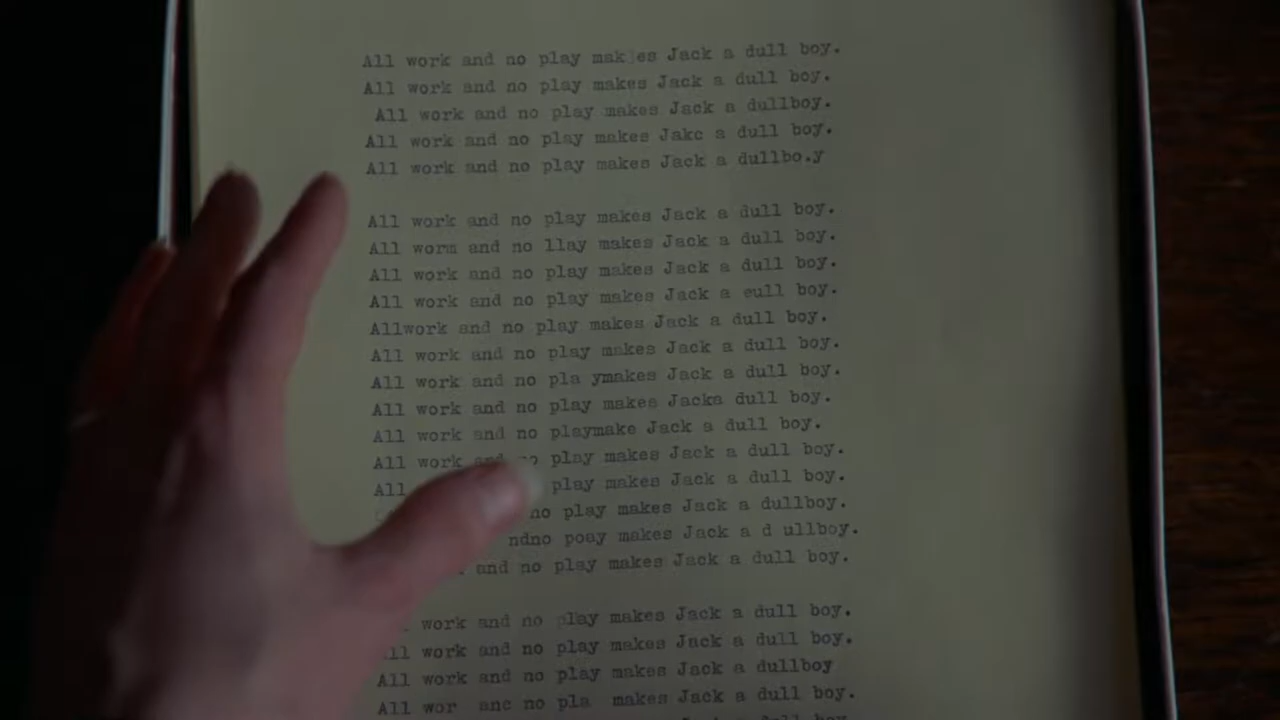 All work and no play mak es Jack a dull boy.
All work and no play makes Jack a dull boy.
All work and no play makes Jack a dullboy.
All work and no play makes Jakc a dull boy.
All work and no play makes Jack a dullbo.y
All work and no play makes Jack a dull boy.
All worm and no llay makes Jack a dull boy.
All work and no play makes Jack a dull boy.
All work and no play makes Jack a eull boy.
Allwork and no play makes Jack a dull boy.
All work and no play makes Jack a dull boy.
All work and no pla ymakes Jack a dull boy.
All work and no play makes Jacka dull boy.
All work and no playmake Jack a dull boy.
All work and no play makes Jack a dull boy.
All play makes Jack a dull boy.
no play makes Jack a dullboy.
ndno poay makes Jack a d ullboy.
and no play makes Jack a dull boy.
work and no play makes Jack a dull boy.
All work and no play makes Jack a dull boy.
All work and no play makes Jack a dullboy
All wor anc no pla makes Jack a dull boy.
dull boy